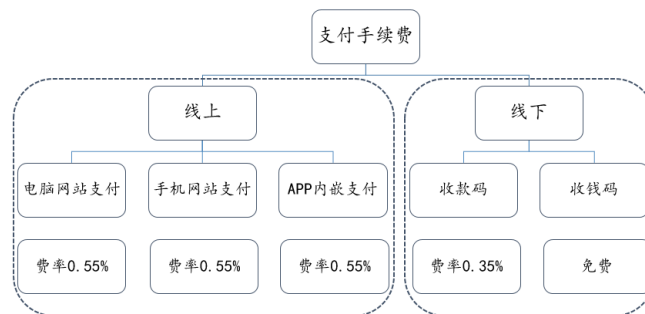 支付手续费
线上
线下
电脑网站支付
手机网站支付
APP内嵌支付
收款码
收钱码
费率0.55%
费率0.55%
费率0.55%
费率0.35%
免费